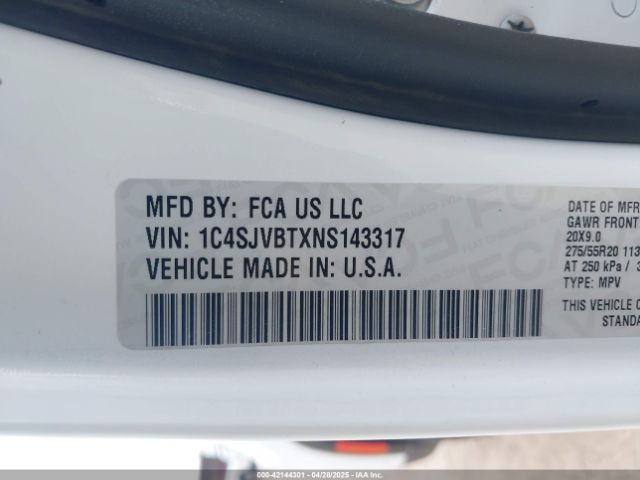 MFD BY: FCA US LLC
VIN: 1C4SJVBTXNS143317
VEHICLE MADE IN: U.S.A.
DATE OF MFR
GAWR FRONT
20X9.0
275/55R20 113
AT 250 kPa / 3
TYPE: MPV
THIS VEHICLE
STANDA
000-42144301 - 04/28/2025 - IAA Inc.